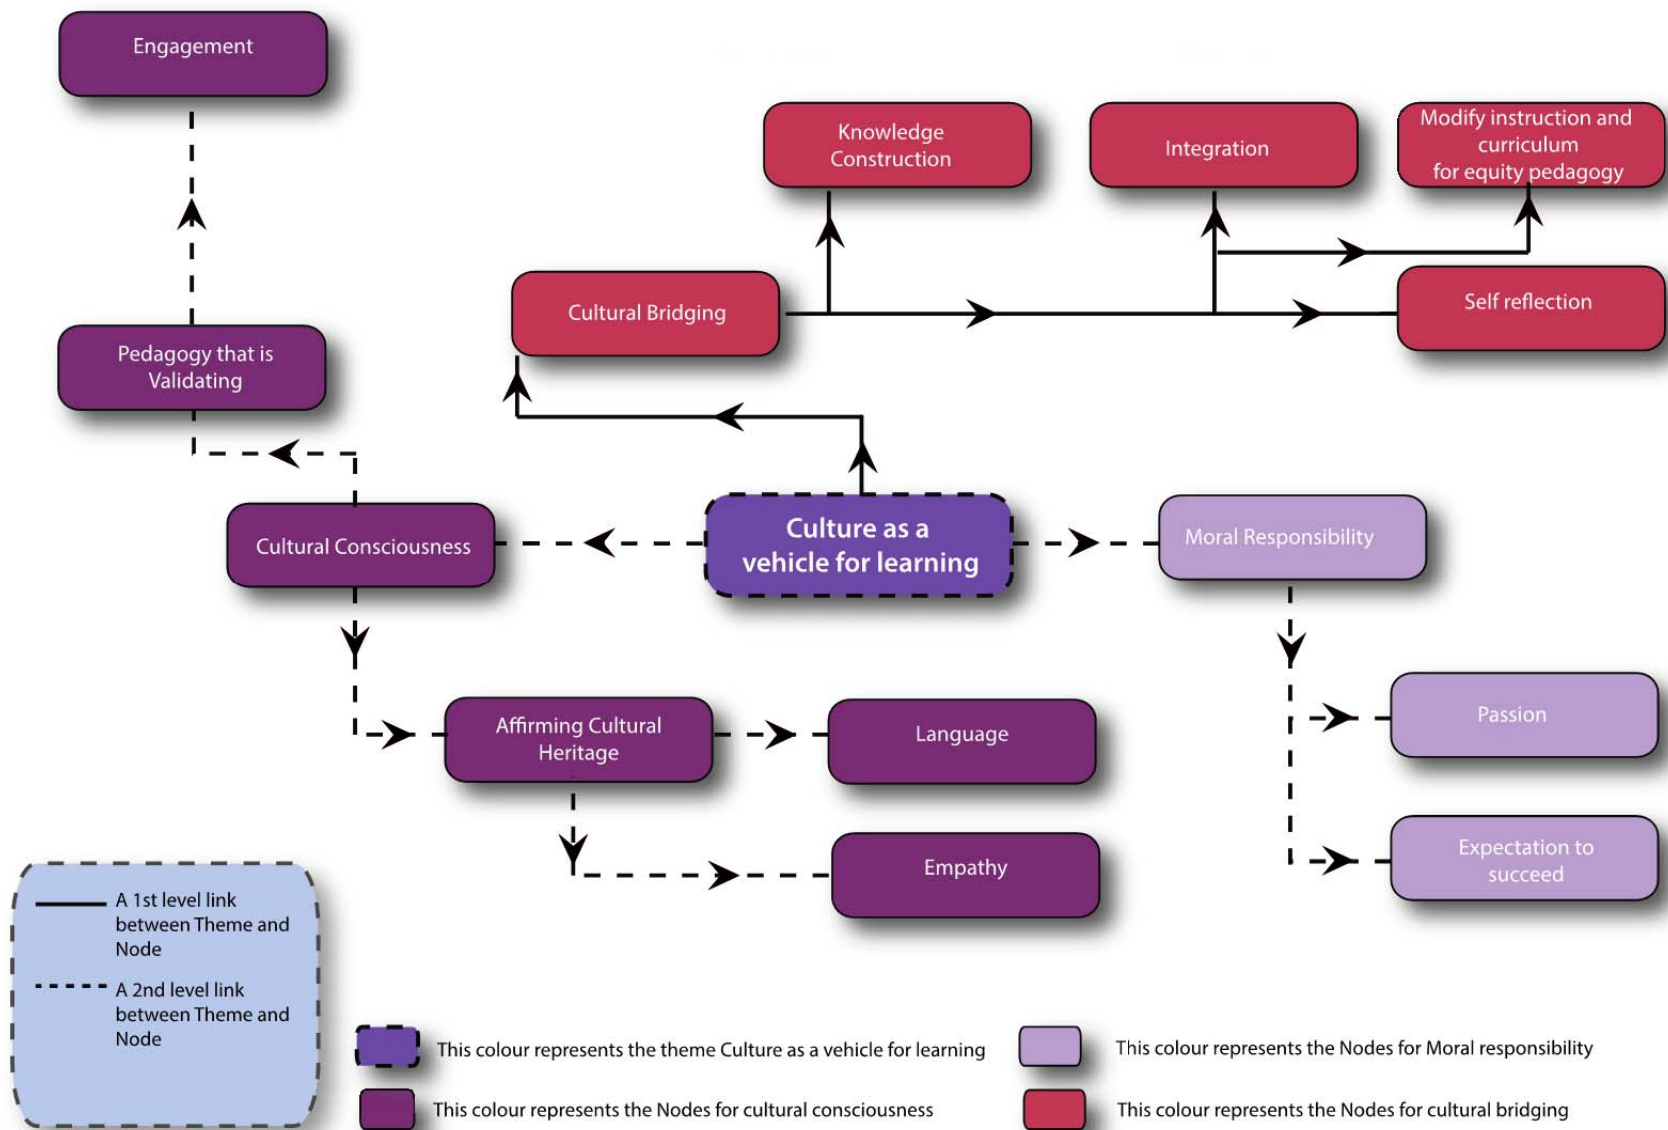 Engagement
Knowledge
Construction
Integration
Modify instruction and
curriculum
for equity pedagogy
Cultural Bridging
Self reflection
Pedagogy that is
Validating
Cultural Consciousness
Culture as a
vehicle for learning
Moral Responsibility
Affirming Cultural
Heritage
Language
Passion
Empathy
Expectation to
succeed
A 1st level link
between Theme and
Node
A 2nd level link
between Theme and
Node
This colour represents the theme Culture as a vehicle for learning
This colour represents the Nodes for Moral responsibility
This colour represents the Nodes for cultural consciousness
This colour represents the Nodes for cultural bridging